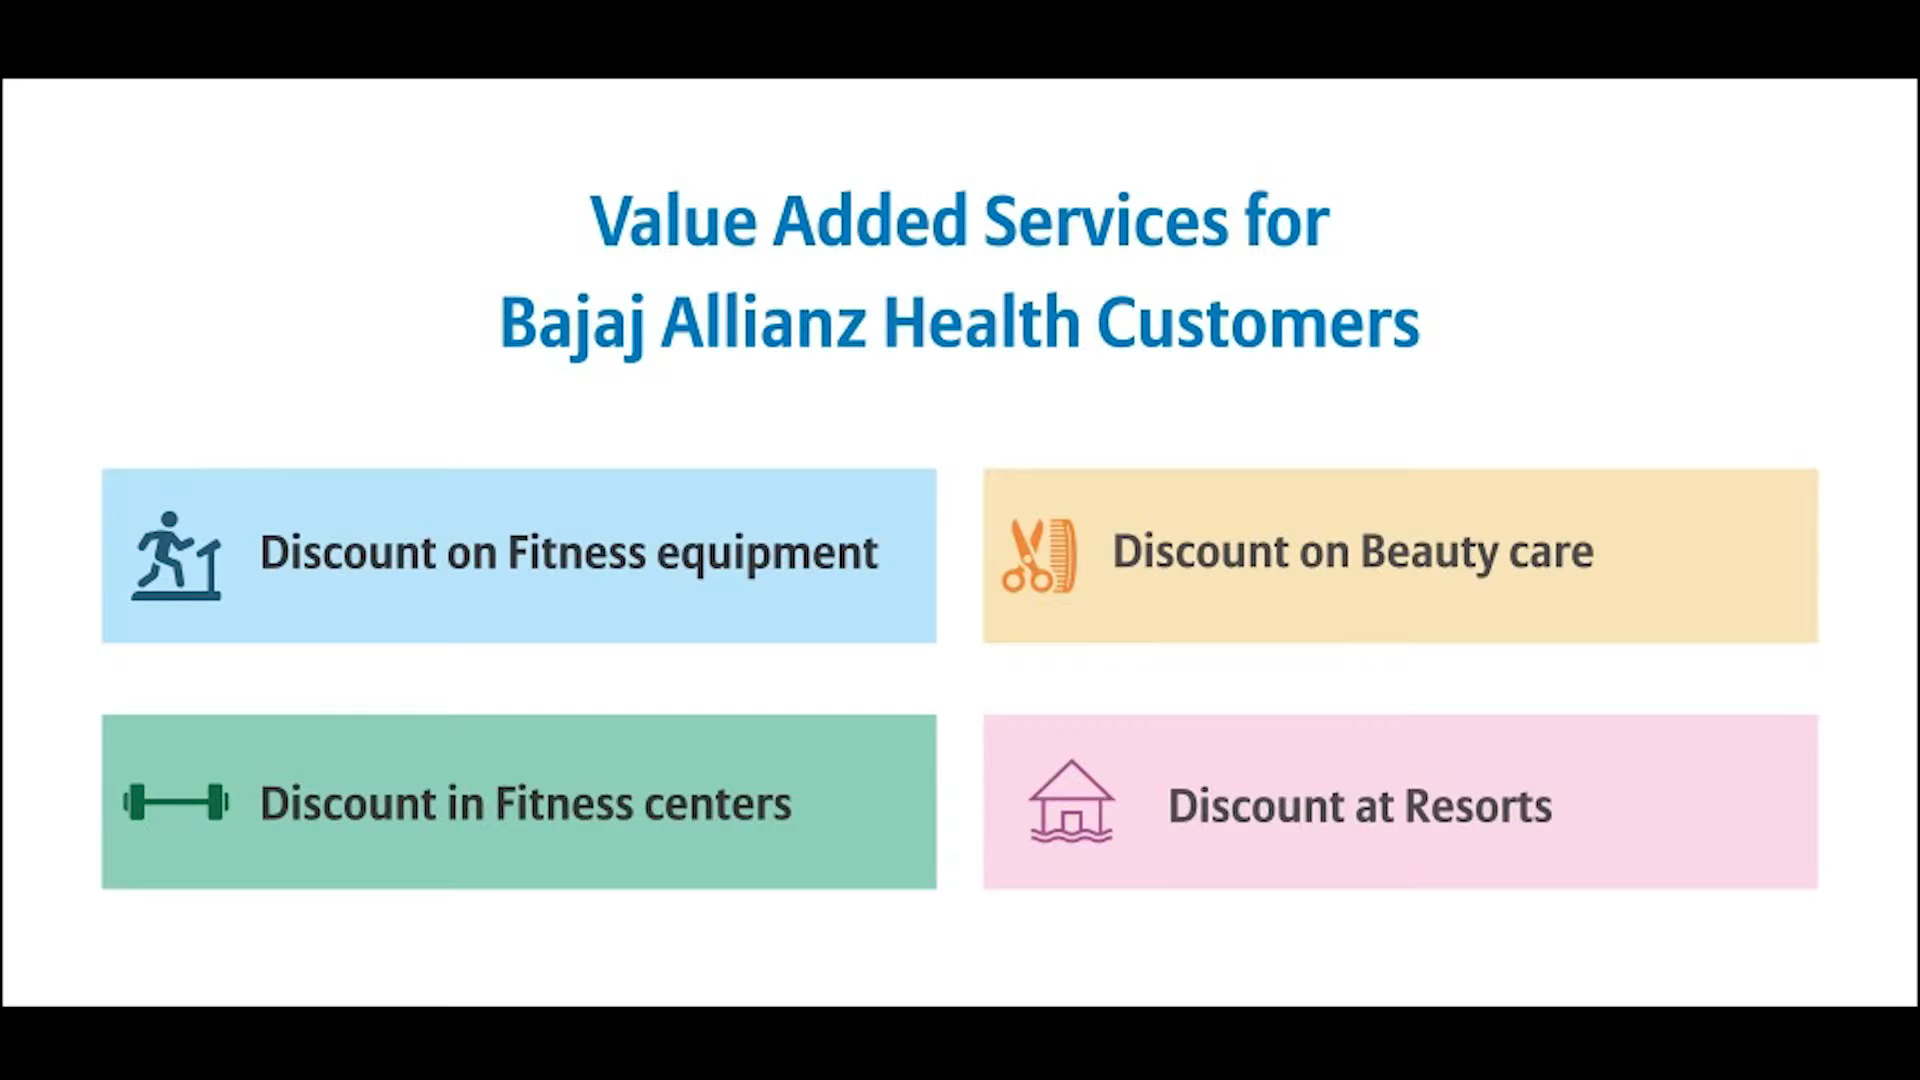 Value Added Services for
Bajaj Allianz Health Customers
Discount on Fitness equipment
Discount on Beauty care
Discount in Fitness centers
Discount at Resorts